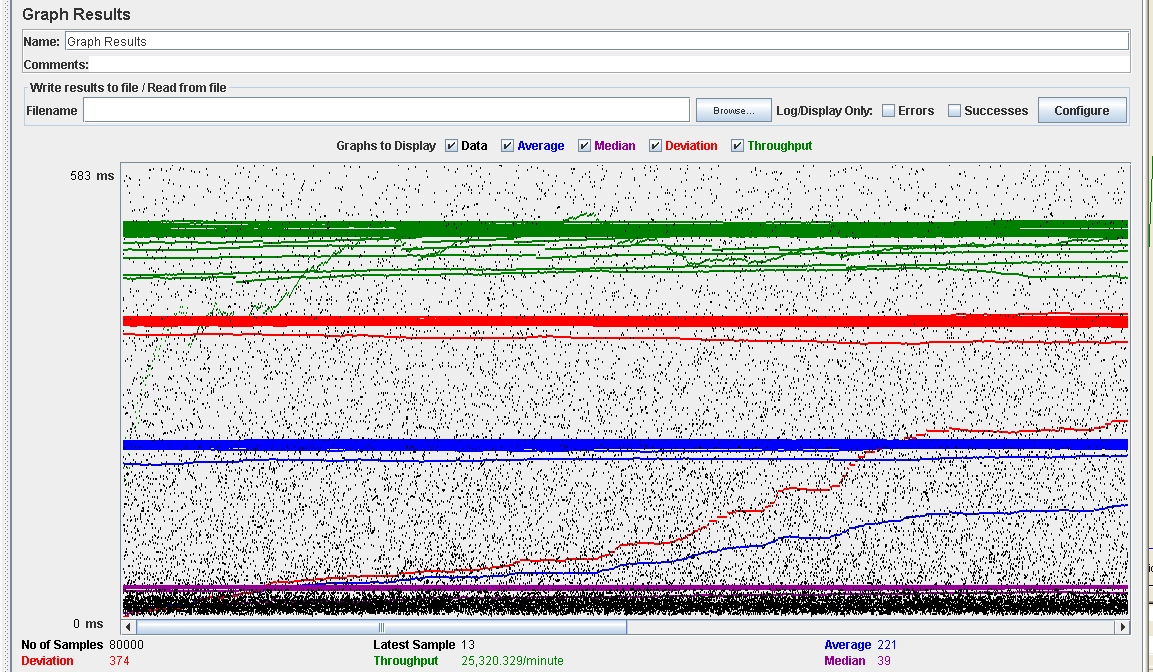 Graph Results
Name: Graph Results
Comments:
Write results to file / Read from file
Filename Browse... Log/Display Only: Errors Successes Configure
Graphs to Display Data Average Median Deviation Throughput
583 ms
0 ms
No of Samples 80000 Latest Sample 13 Average 221
Deviation 374 Throughput 25,320.329/minute Median 39